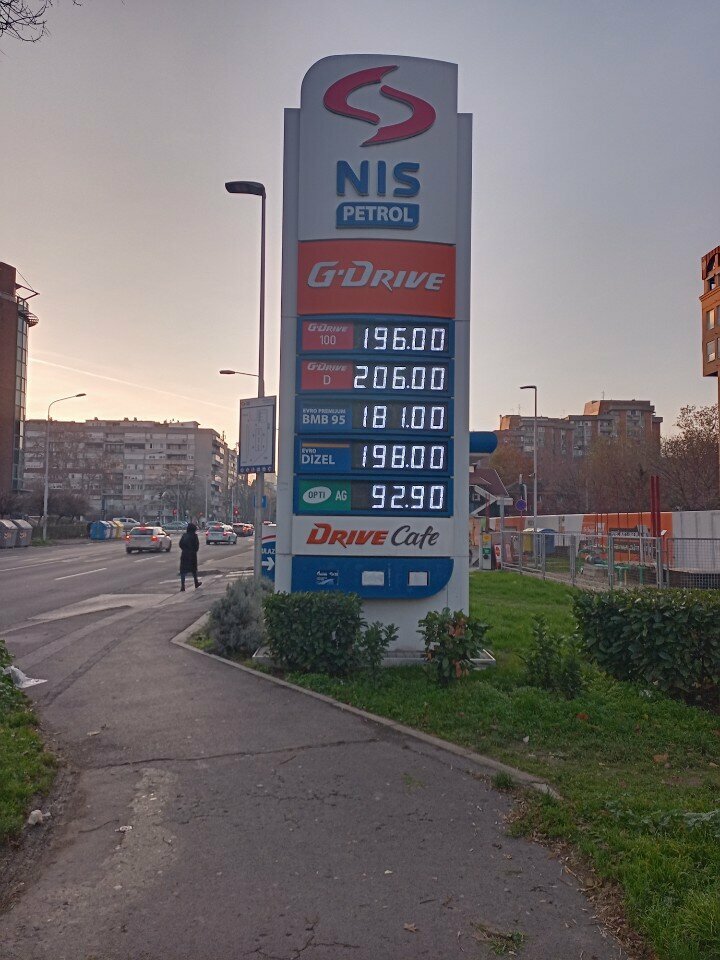 NIS
PETROL
G-DRIVE
G-DRIVE 100 196.00
G-DRIVE D 206.00
EVRO PREMIUM BMB 95 181.00
EVRO DIZEL 198.00
OPTI AG 92.90
DRIVE Cafe
ULAZ